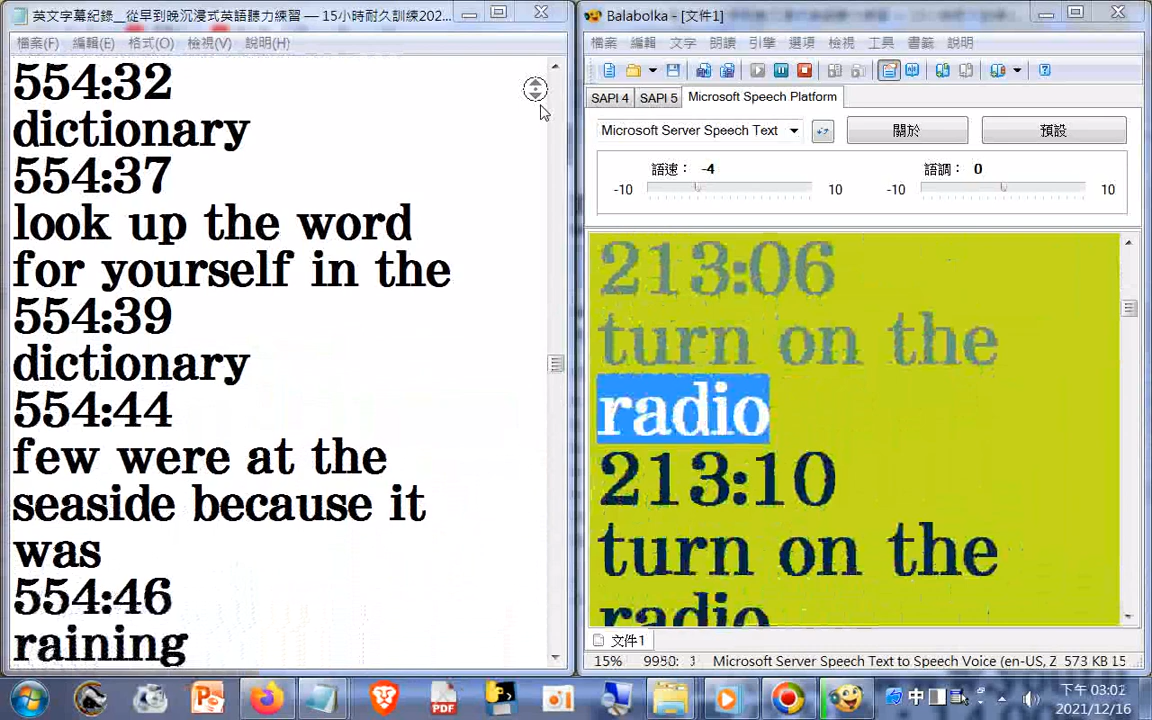 英文字幕紀錄__從早到晚沉浸式英語聽力練習 — 15小時耐久訓練202...
檔案(F) 編輯(E) 格式(O) 檢視(V) 說明(H)
554:32
dictionary
554:37
look up the word
for yourself in the
554:39
dictionary
554:44
few were at the
seaside because it
was
554:46
raining
Balabolka - [文件1]
檔案 編輯 文字 朗讀 引擎 選項 檢視 工具 書籤 說明
SAPI 4 SAPI 5 Microsoft Speech Platform
Microsoft Server Speech Text 關於 預設
語速： -4 語調： 0
-10 10 -10 10
213:06
turn on the
radio
213:10
turn on the
radio
文件1
15% 9950: Microsoft Server Speech Text to Speech Voice (en-US, Z 573 KB 15
PDF 中 下午 03:02
2021/12/16